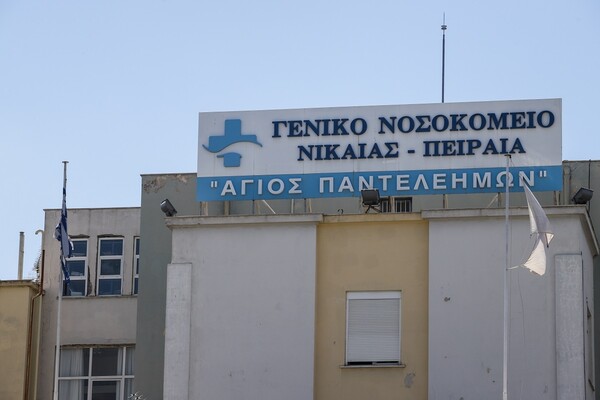 ΓΕΝΙΚΟ ΝΟΣΟΚΟΜΕΙΟ
ΝΙΚΑΙΑΣ - ΠΕΙΡΑΙΑ
"ΑΓΙΟΣ ΠΑΝΤΕΛΕΗΜΩΝ"